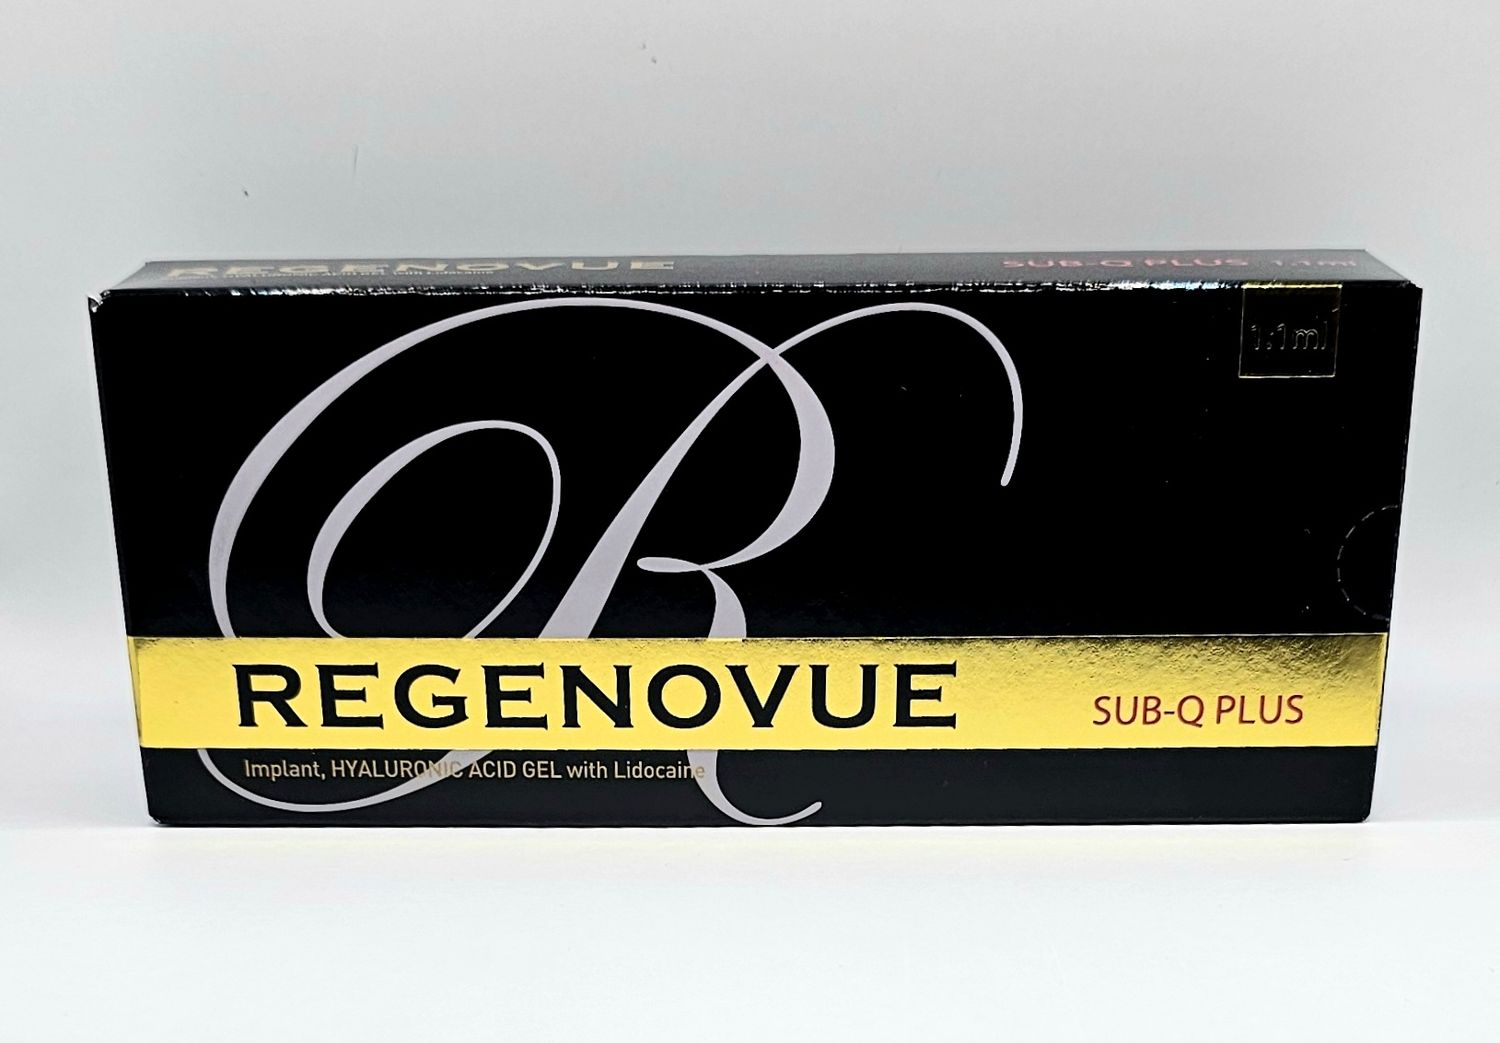 REGENOVUE
SUB-Q PLUS 1:1ml
1:1ml
REGENOVUE
SUB-Q PLUS
Implant, HYALURONIC ACID GEL with Lidocaine